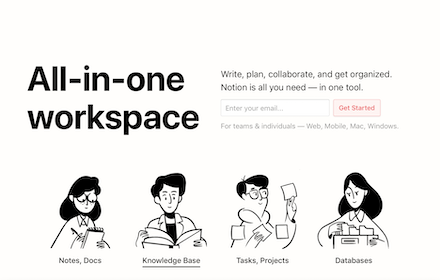 All-in-one
workspace
Write, plan, collaborate, and get organized.
Notion is all you need — in one tool.
Enter your email...
Get Started
For teams & individuals — Web, Mobile, Mac, Windows.
Notes, Docs
Knowledge Base
Tasks, Projects
Databases